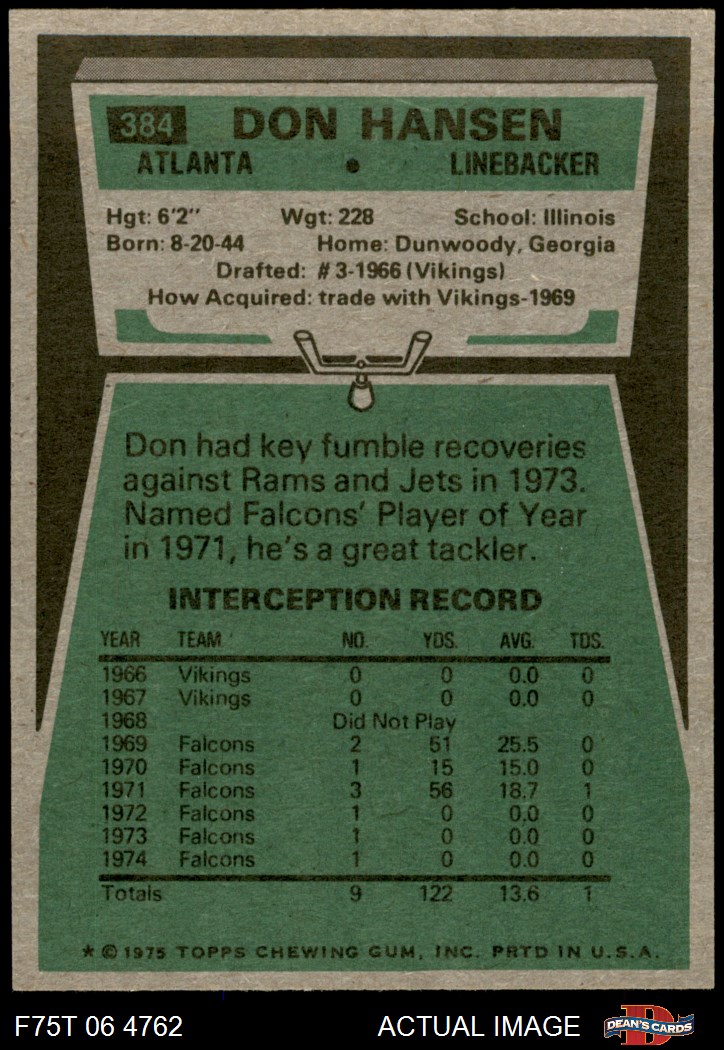 384 DON HANSEN
ATLANTA • LINEBACKER
Hgt: 6'2" Wgt: 228 School: Illinois
Born: 8-20-44 Home: Dunwoody, Georgia
Drafted: #3-1966 (Vikings)
How Acquired: trade with Vikings-1969
Don had key fumble recoveries
against Rams and Jets in 1973.
Named Falcons' Player of Year
in 1971, he's a great tackler.
INTERCEPTION RECORD
YEAR TEAM NO. YDS. AVG. TDS.
1966 Vikings 0 0 0.0 0
1967 Vikings 0 0 0.0 0
1968 Did Not Play
1969 Falcons 2 51 25.5 0
1970 Falcons 1 15 15.0 0
1971 Falcons 3 56 18.7 1
1972 Falcons 1 0 0.0 0
1973 Falcons 1 0 0.0 0
1974 Falcons 1 0 0.0 0
Totals 9 122 13.6 1
* © 1975 TOPPS CHEWING GUM, INC. PRTD IN U.S.A.
F75T 06 4762 ACTUAL IMAGE D DEAN'S CARDS